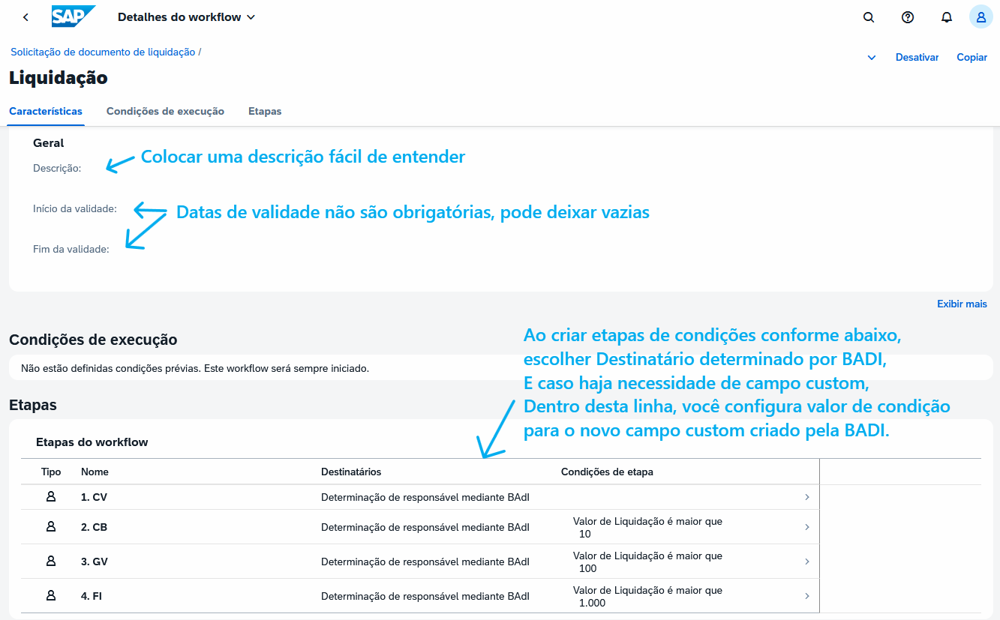 SAP
Detalhes do workflow
Solicitação de documento de liquidação /
Desativar
Copiar
Liquidação
Características
Condições de execução
Etapas
Geral
Colocar uma descrição fácil de entender
Descrição:
Início da validade:
Datas de validade não são obrigatórias, pode deixar vazias
Fim da validade:
Exibir mais
Condições de execução
Não estão definidas condições prévias. Este workflow será sempre iniciado.
Ao criar etapas de condições conforme abaixo,
escolher Destinatário determinado por BADI,
E caso haja necessidade de campo custom,
Dentro desta linha, você configura valor de condição
para o novo campo custom criado pela BADI.
Etapas
Etapas do workflow
Tipo Nome Destinatários Condições de etapa
1. CV Determinação de responsável mediante BAdI
2. CB Determinação de responsável mediante BAdI Valor de Liquidação é maior que
10
3. GV Determinação de responsável mediante BAdI Valor de Liquidação é maior que
100
4. FI Determinação de responsável mediante BAdI Valor de Liquidação é maior que
1.000